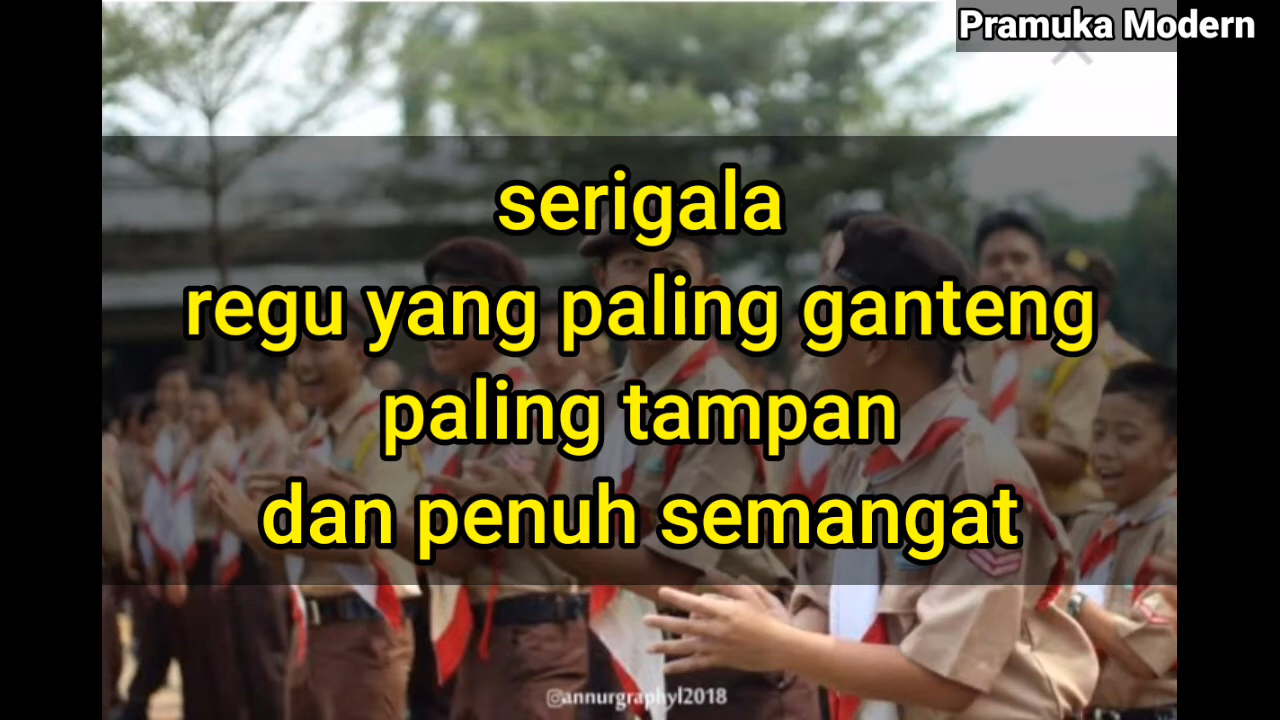 Pramuka Modern
serigala
regu yang paling ganteng
paling tampan
dan penuh semangat
@annurgraphyl2018